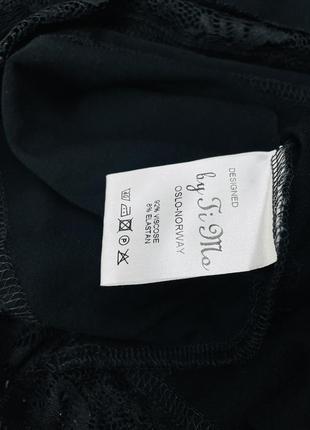 DESIGNED
by Ti Mo
OSLO-NORWAY
92% VISCOSE
8% ELASTAN